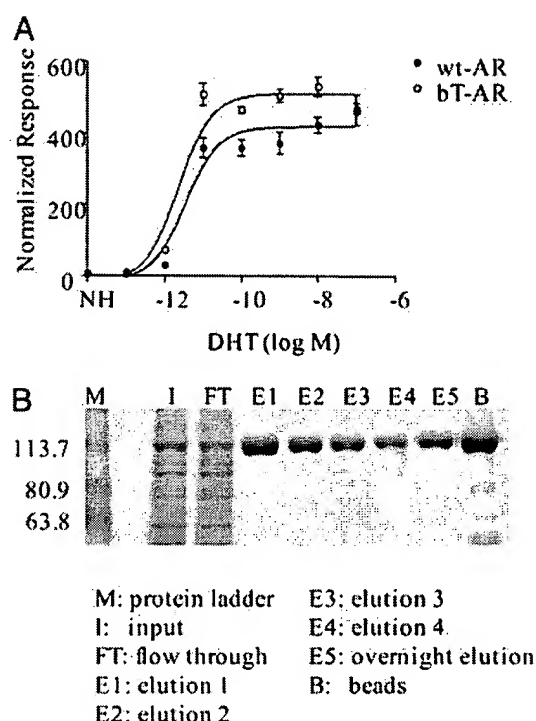 A
600
400
200
0
Normalized Response
wt-AR
bT-AR
NH -12 -10 -8 -6
DHT (log M)
B
M I FT E1 E2 E3 E4 E5 B
113.7
80.9
63.8
M: protein ladder
I: input
FT: flow through
E1: elution 1
E2: elution 2
E3: elution 3
E4: elution 4
E5: overnight elution
B: beads